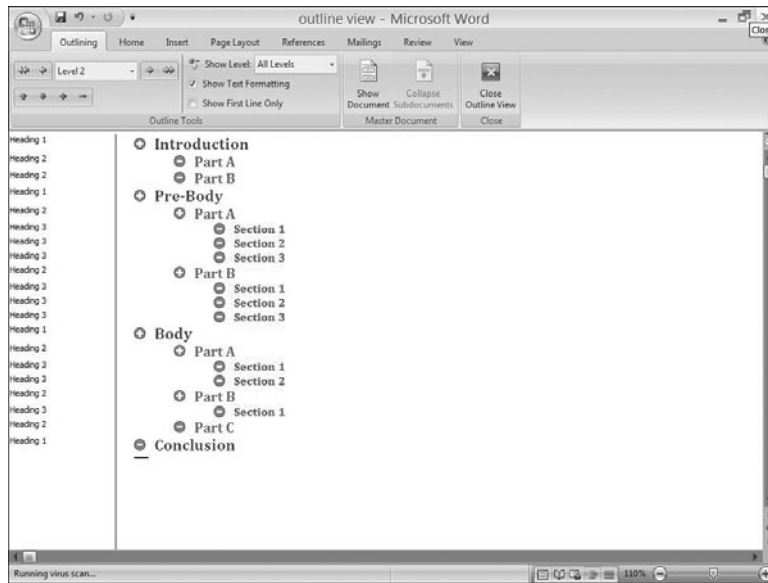 outline view - Microsoft Word
Clos
Outlining Home Insert Page Layout References Mailings Review View
Level 2
Show Level: All Levels
Show Text Formatting
Show First Line Only
Show Document
Collapse Subdocuments
Close Outline View
Outline Tools
Master Document
Close
Heading 1 Introduction
Heading 2 Part A
Heading 2 Part B
Heading 1 Pre-Body
Heading 2 Part A
Heading 3 Section 1
Heading 3 Section 2
Heading 3 Section 3
Heading 2 Part B
Heading 3 Section 1
Heading 3 Section 2
Heading 3 Section 3
Heading 1 Body
Heading 2 Part A
Heading 3 Section 1
Heading 3 Section 2
Heading 2 Part B
Heading 3 Section 1
Heading 2 Part C
Heading 1 Conclusion
Running virus scan...
110%